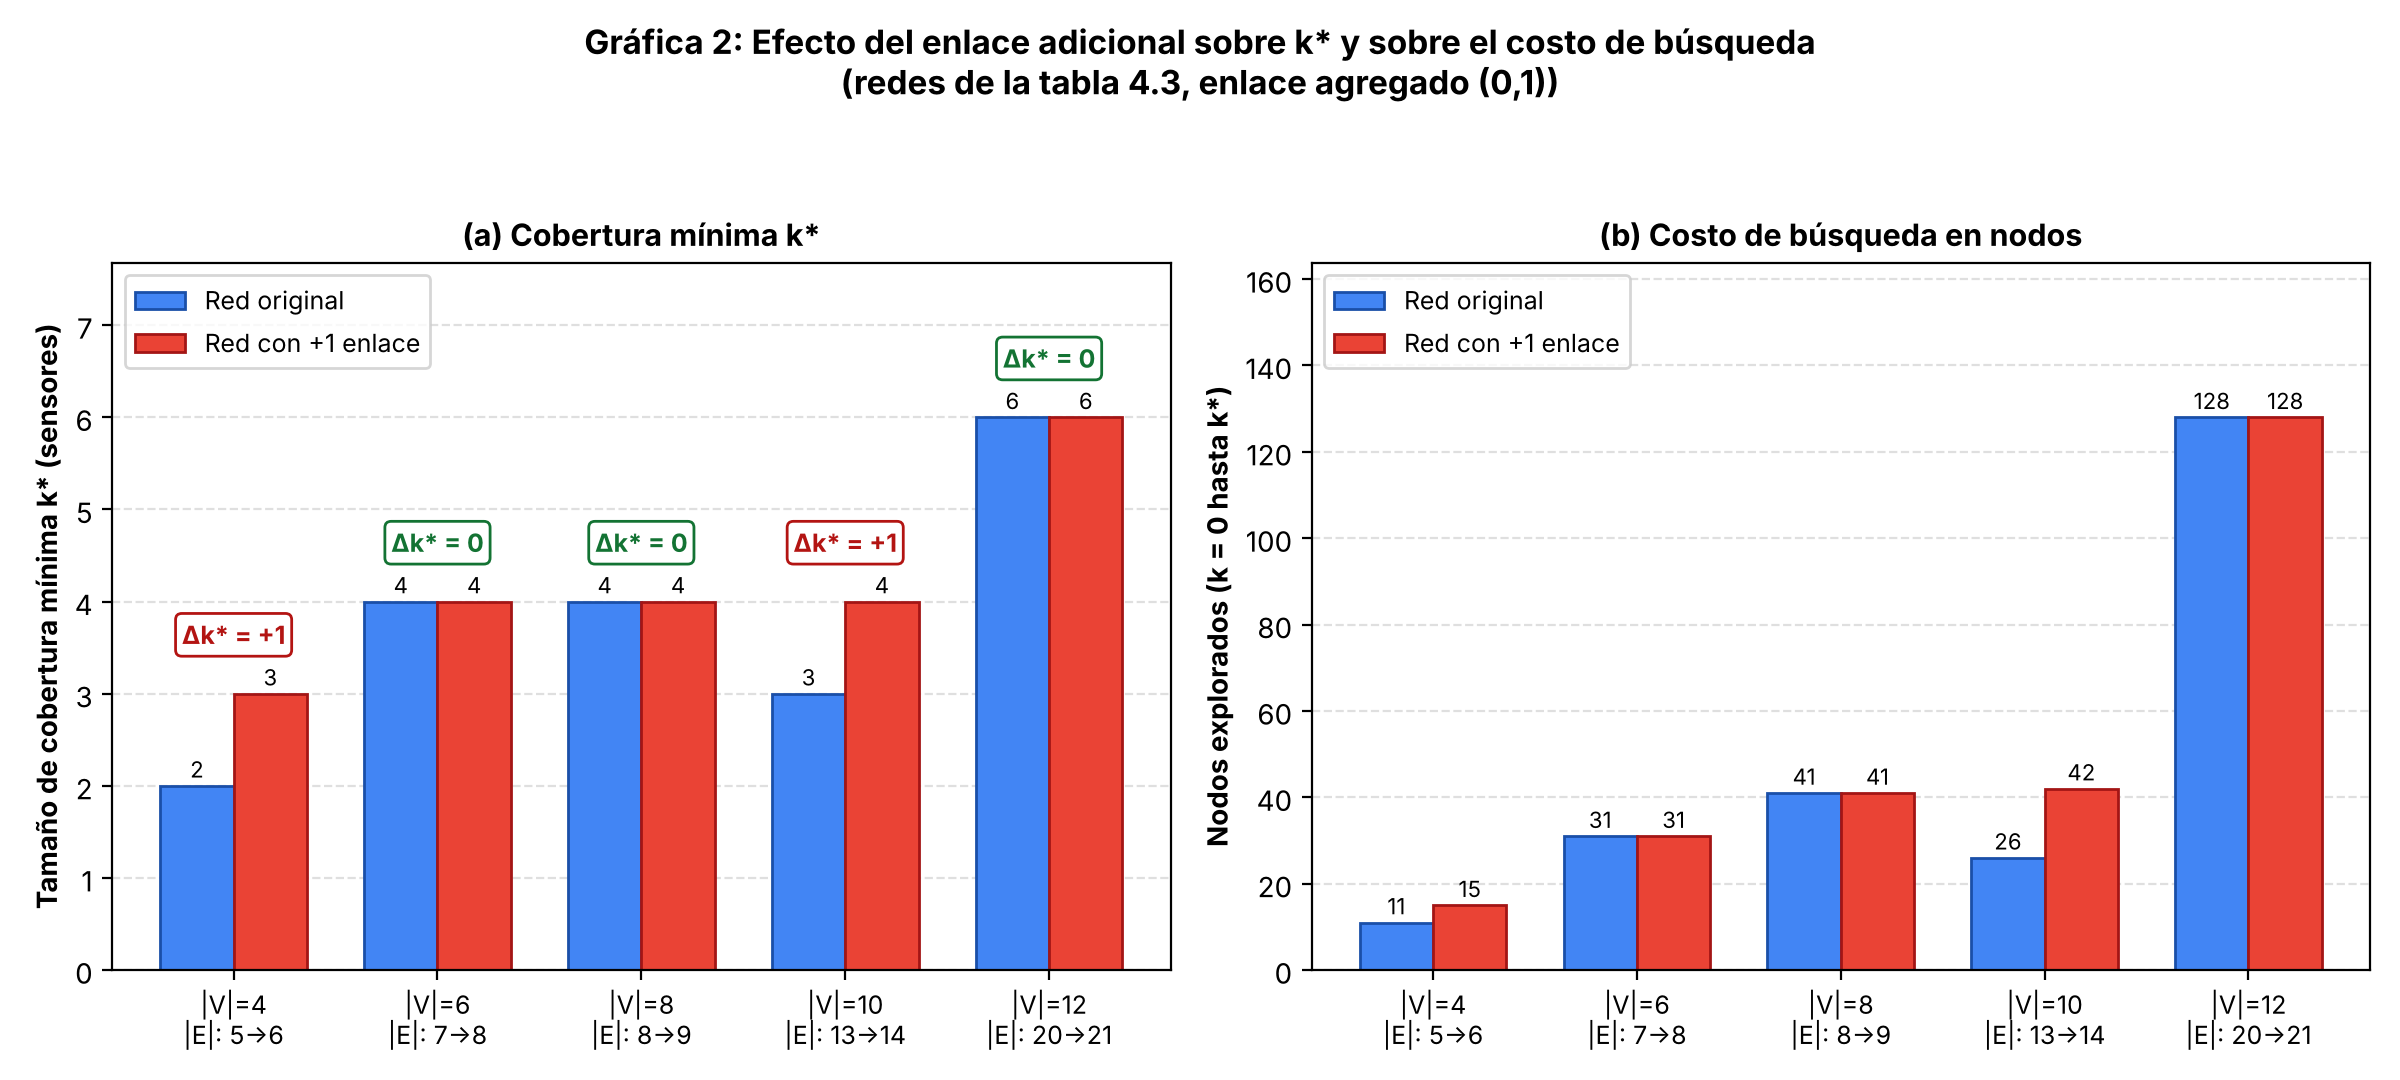 Gráfica 2: Efecto del enlace adicional sobre k* y sobre el costo de búsqueda
(redes de la tabla 4.3, enlace agregado (0,1))
(a) Cobertura mínima k*
Tamaño de cobertura mínima k* (sensores)
Red original
Red con +1 enlace
7
6
5
4
3
2
1
0
Δk* = +1
Δk* = 0
Δk* = 0
Δk* = +1
Δk* = 0
2
3
4
4
4
4
3
4
6
6
|V|=4
|E|: 5→6
|V|=6
|E|: 7→8
|V|=8
|E|: 8→9
|V|=10
|E|: 13→14
|V|=12
|E|: 20→21
(b) Costo de búsqueda en nodos
Nodos explorados (k = 0 hasta k*)
Red original
Red con +1 enlace
160
140
120
100
80
60
40
20
0
11
15
31
31
41
41
26
42
128
128
|V|=4
|E|: 5→6
|V|=6
|E|: 7→8
|V|=8
|E|: 8→9
|V|=10
|E|: 13→14
|V|=12
|E|: 20→21